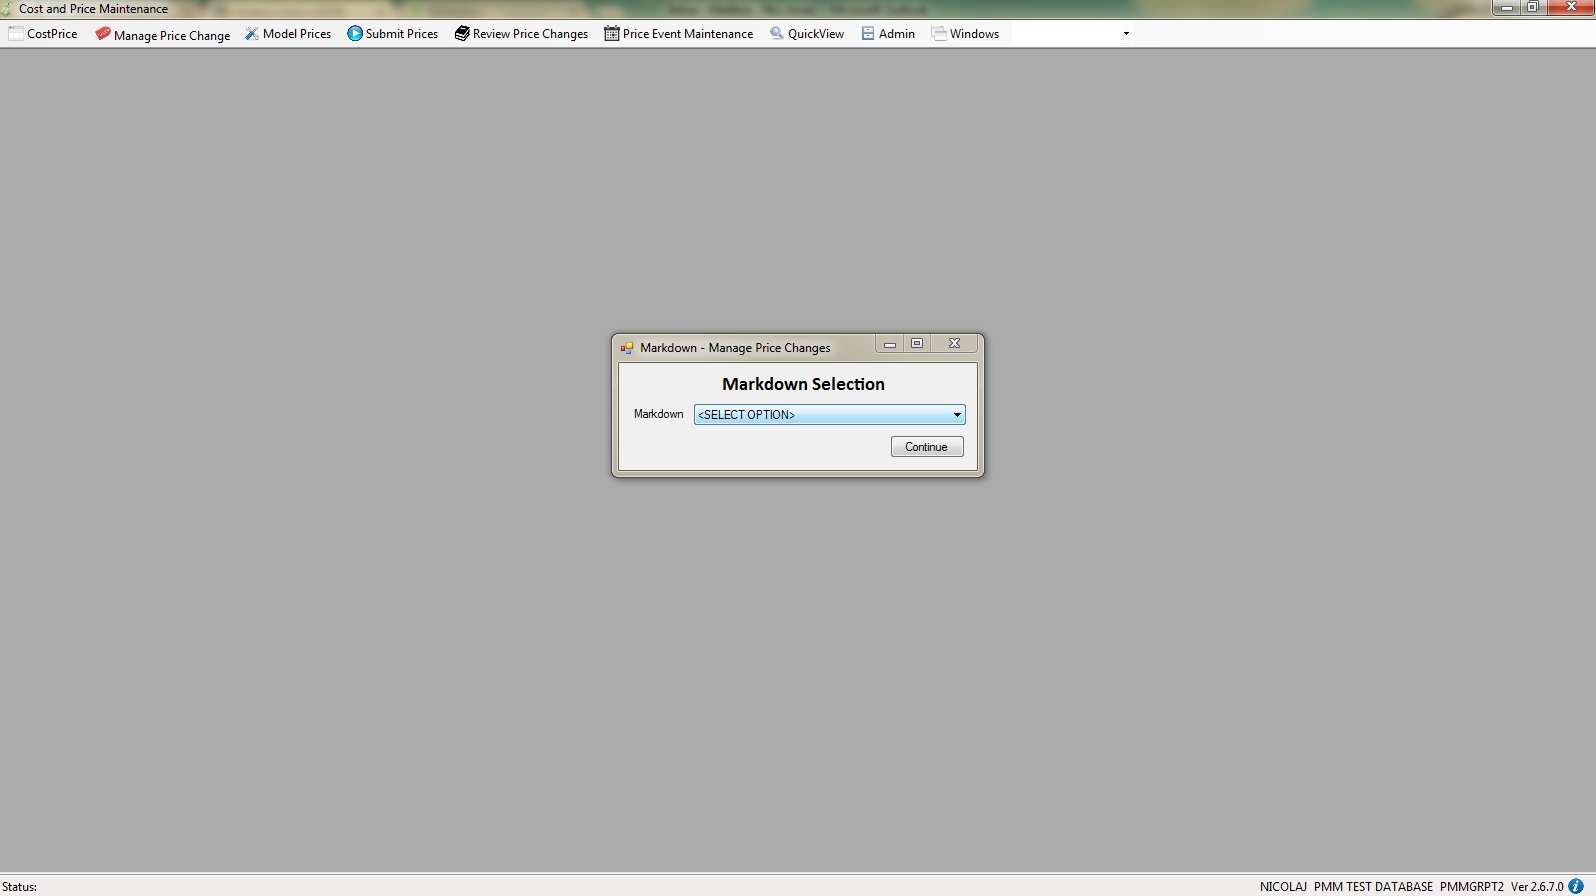 Cost and Price Maintenance
CostPrice Manage Price Change Model Prices Submit Prices Review Price Changes Price Event Maintenance QuickView Admin Windows
Markdown - Manage Price Changes
Markdown Selection
Markdown <SELECT OPTION>
Continue
Status: NICOLAJ PMM TEST DATABASE PMMGRPT2 Ver 2.6.7.0